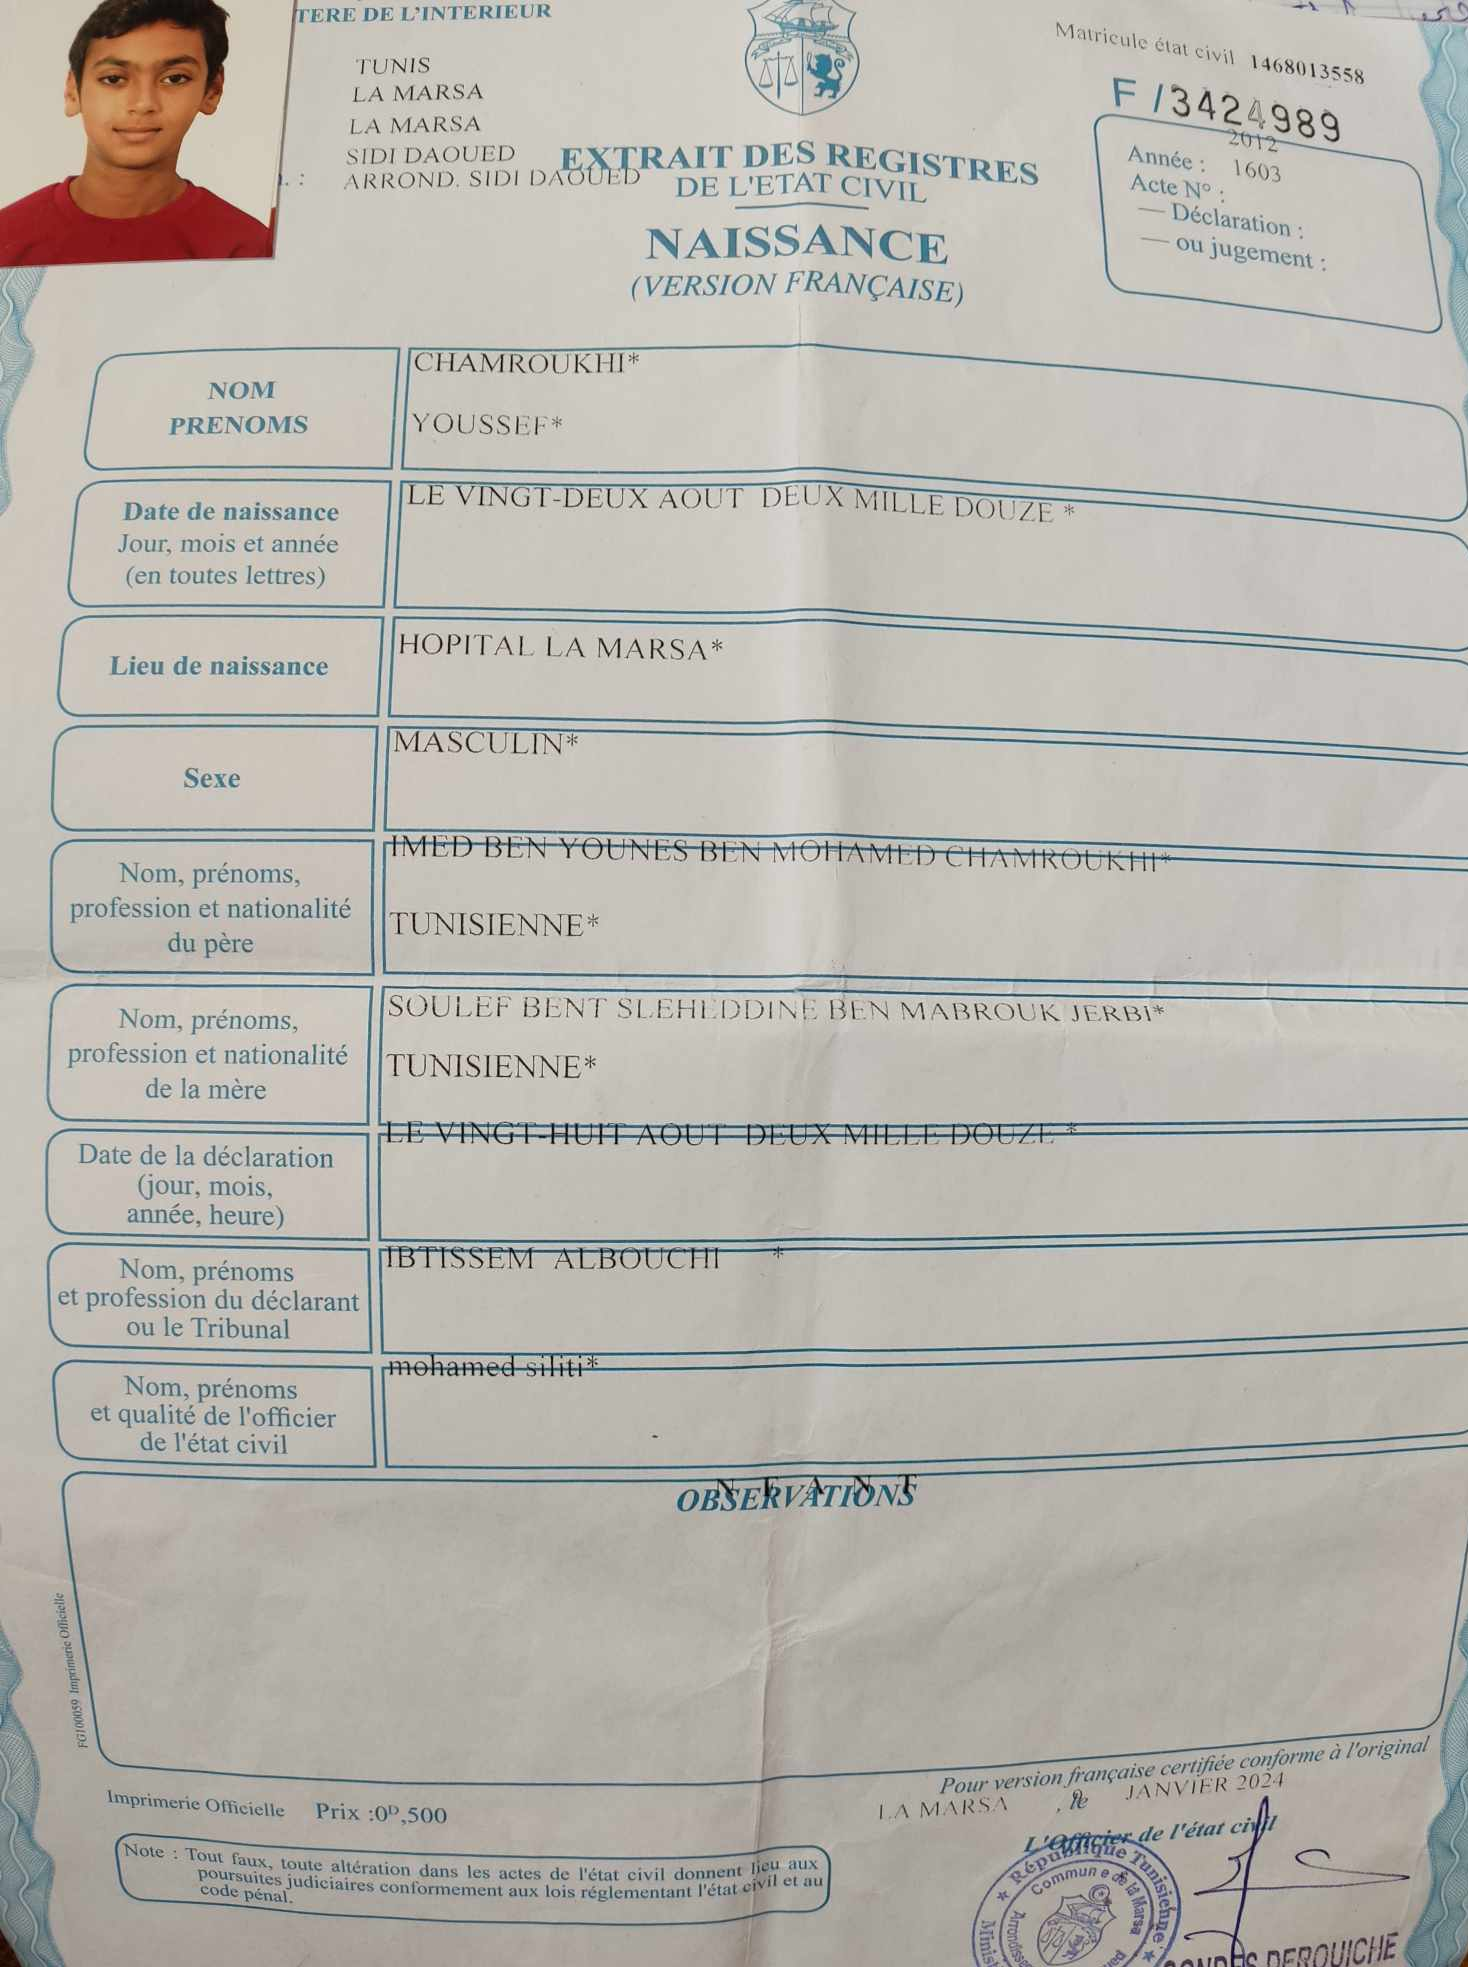 TERE DE L'INTERIEUR
TUNIS
LA MARSA
LA MARSA
SIDI DAOUED
ARROND. SIDI DAOUED
EXTRAIT DES REGISTRES
DE L'ETAT CIVIL
NAISSANCE
(VERSION FRANÇAISE)
Matricule état civil 1468013558
F /3424989
Année : 2012
Acte N° : 1603
— Déclaration :
— ou jugement :
NOM
PRENOMS
CHAMROUKHI*
YOUSSEF*
Date de naissance
Jour, mois et année
(en toutes lettres)
LE VINGT-DEUX AOUT DEUX MILLE DOUZE *
Lieu de naissance
HOPITAL LA MARSA*
Sexe
MASCULIN*
Nom, prénoms,
profession et nationalité
du père
IMED BEN YOUNES BEN MOHAMED CHAMROUKHI*
TUNISIENNE*
Nom, prénoms,
profession et nationalité
de la mère
SOULEF BENT SLEHEDDINE BEN MABROUK JERBI*
TUNISIENNE*
Date de la déclaration
(jour, mois,
année, heure)
LE VINGT-HUIT AOUT DEUX MILLE DOUZE *
Nom, prénoms
et profession du déclarant
ou le Tribunal
IBTISSEM ALBOUCHI *
Nom, prénoms
et qualité de l'officier
de l'état civil
mohamed siliti*
N E A N T
OBSERVATIONS
FG100059 Imprimerie Officielle
Pour version française certifiée conforme à l'original
LA MARSA , le JANVIER 2024
L'Officier de l'état civil
Imprimerie Officielle Prix :0ᴰ,500
Note : Tout faux, toute altération dans les actes de l'état civil donnent lieu aux
poursuites judiciaires conformement aux lois réglementant l'état civil et au
code pénal.
République Tunisienne
Commune de la Marsa
DEROUICHE